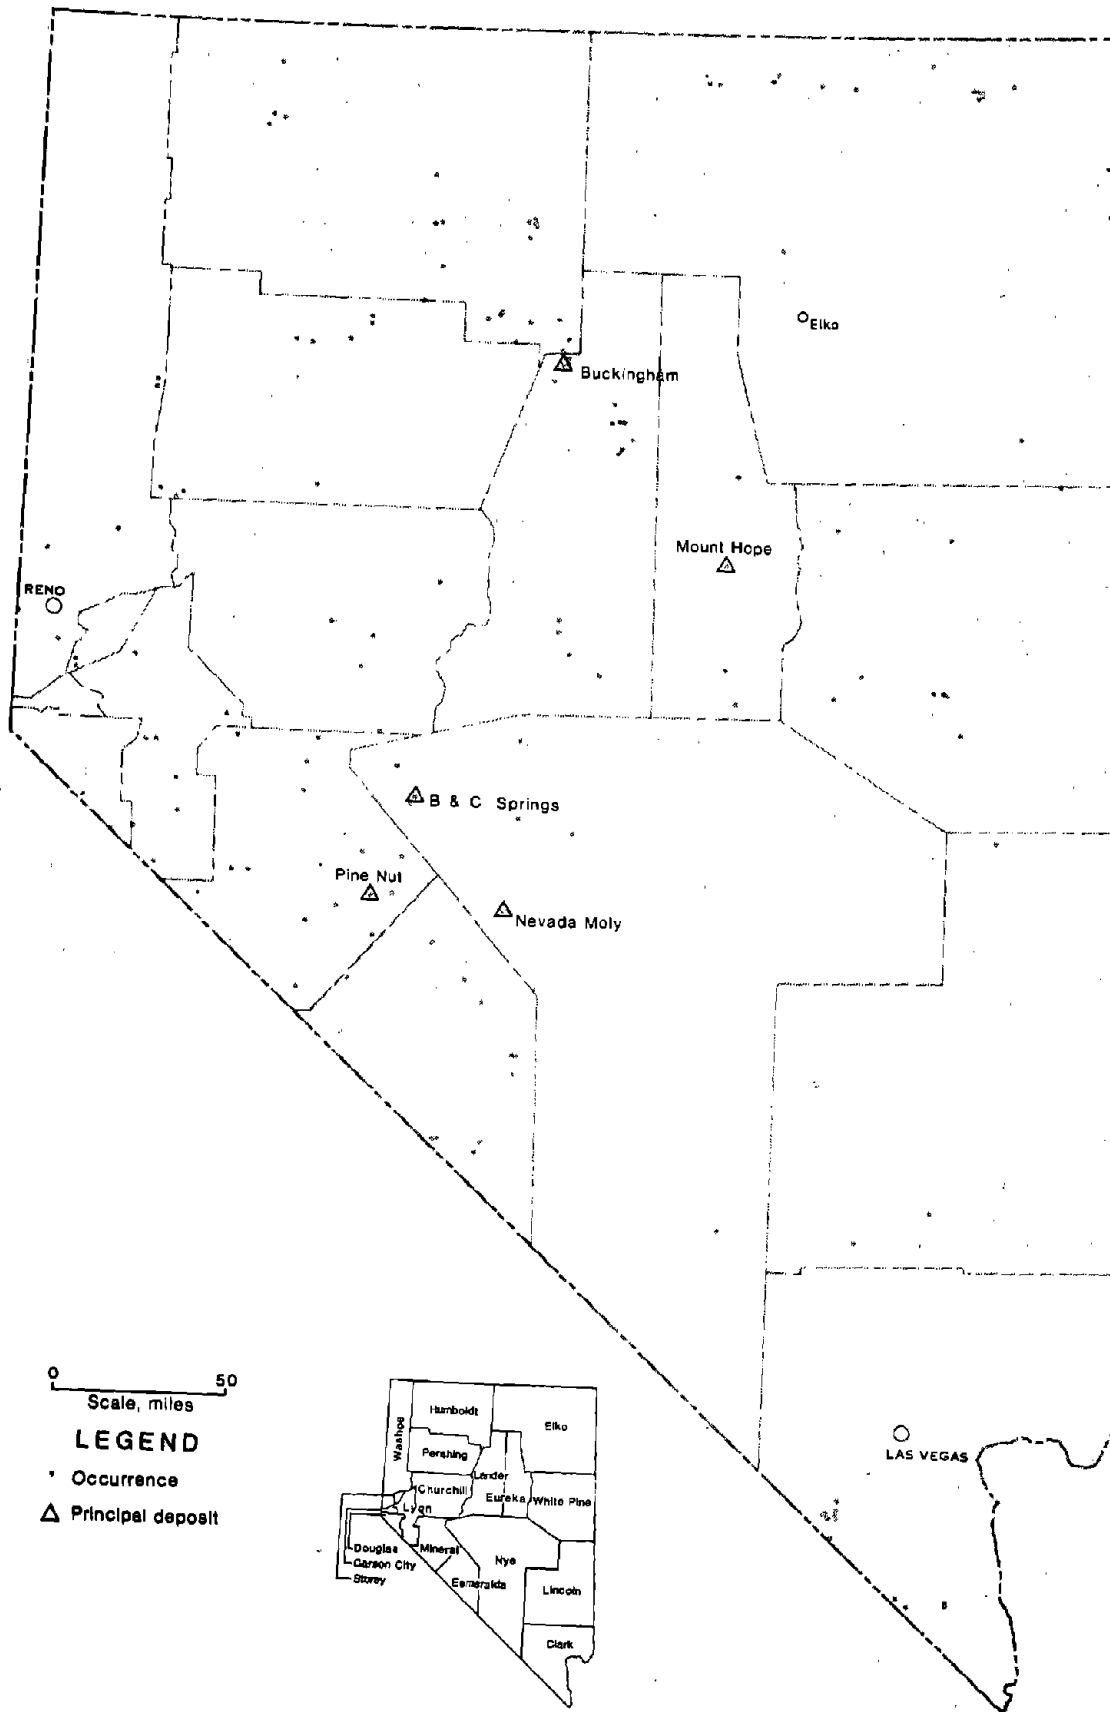 Elko
Buckingham
Mount Hope
RENO
B & C Springs
Pine Nut
Nevada Moly
0 50
Scale, miles
LEGEND
Occurrence
Principal deposit
LAS VEGAS
Washoe
Humboldt
Elko
Pershing
Lander
Churchill
Eureka
White Pine
Lyon
Douglas
Mineral
Carson City
Nye
Storey
Esmeralda
Lincoln
Clark